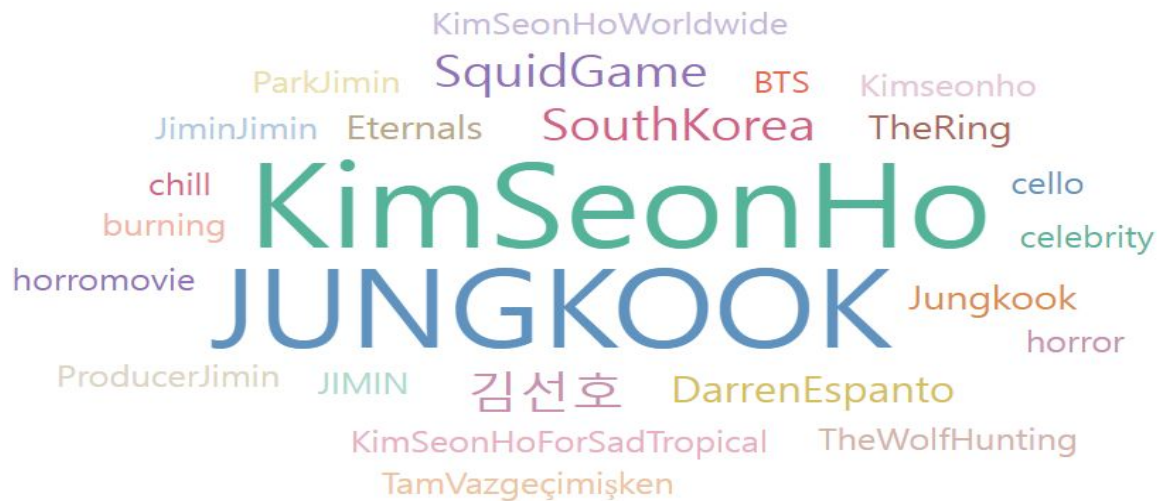 KimSeonHoWorldwide
ParkJimin SquidGame BTS Kimseonho
JiminJimin Eternals SouthKorea TheRing
chill KimSeonHo cello
burning celebrity
horromovie JUNGKOOK Jungkook
horror
ProducerJimin JIMIN 김선호 DarrenEspanto
KimSeonHoForSadTropical TheWolfHunting
TamVazgeçimişken